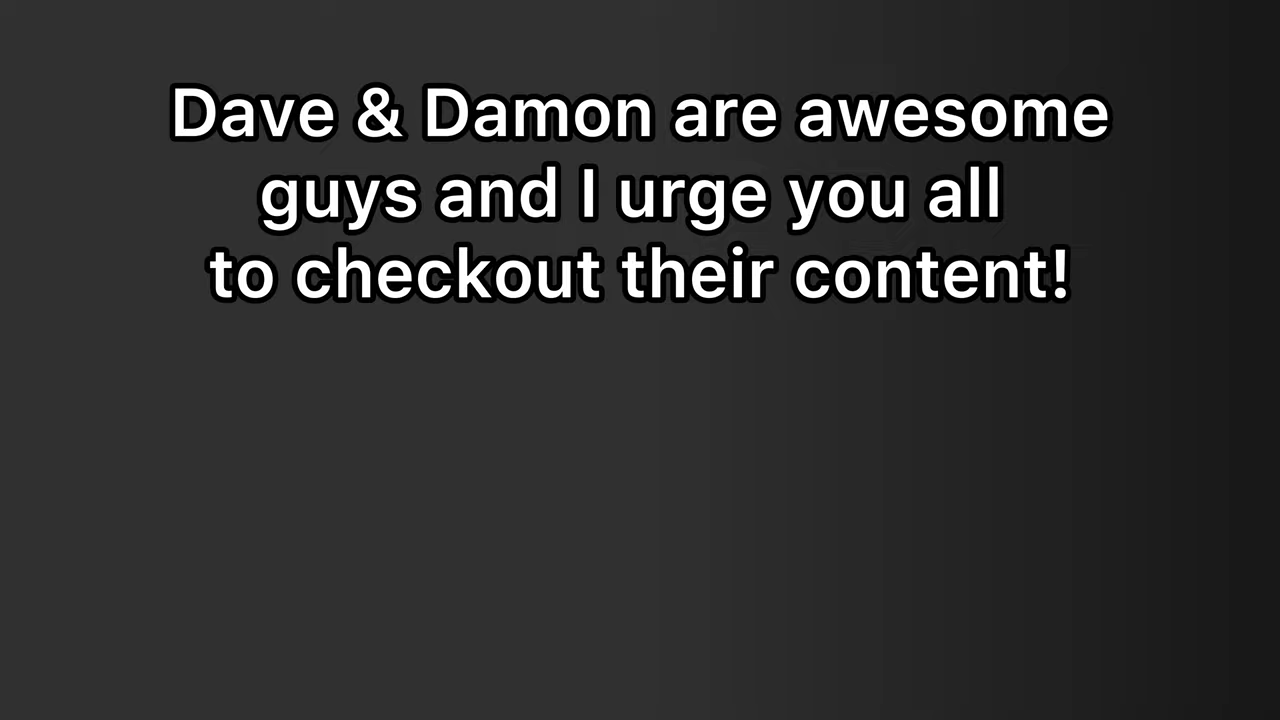 Dave & Damon are awesome
guys and I urge you all
to checkout their content!